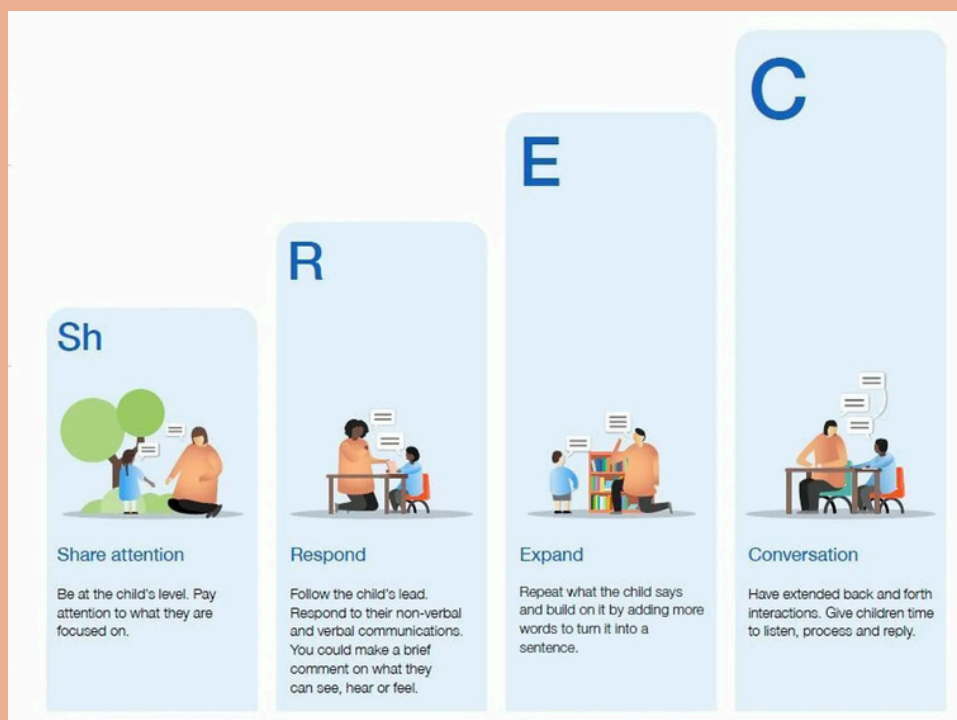 Sh
Share attention
Be at the child's level. Pay
attention to what they are
focused on.
R
Respond
Follow the child's lead.
Respond to their non-verbal
and verbal communications.
You could make a brief
comment on what they
can see, hear or feel.
E
Expand
Repeat what the child says
and build on it by adding more
words to turn it into a
sentence.
C
Conversation
Have extended back and forth
interactions. Give children time
to listen, process and reply.